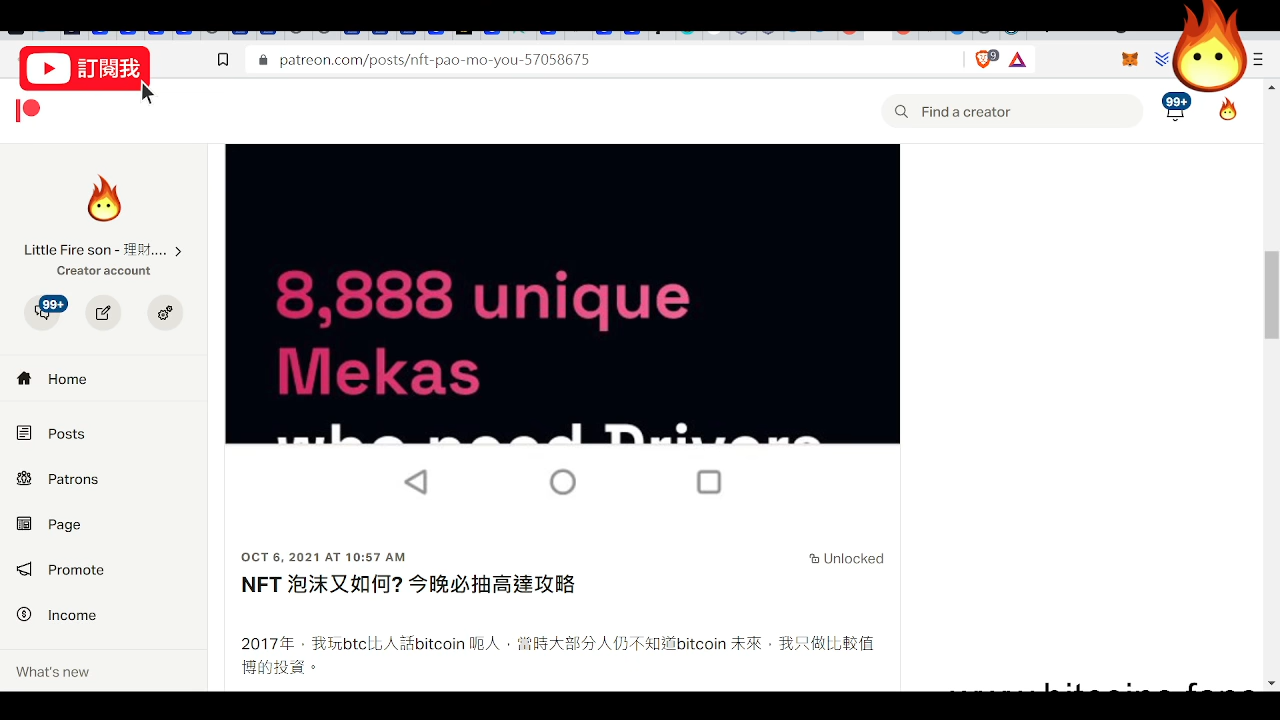 訂閱我
patreon.com/posts/nft-pao-mo-you-57058675
9
Find a creator
99+
Little Fire son - 理財....
Creator account
99+
Home
Posts
Patrons
Page
Promote
Income
What's new
8,888 unique
Mekas
who need Drivers
OCT 6, 2021 AT 10:57 AM
Unlocked
NFT 泡沫又如何? 今晚必抽高達攻略
2017年，我玩btc比人話bitcoin 呃人，當時大部分人仍不知道bitcoin 未來，我只做比較值
博的投資。